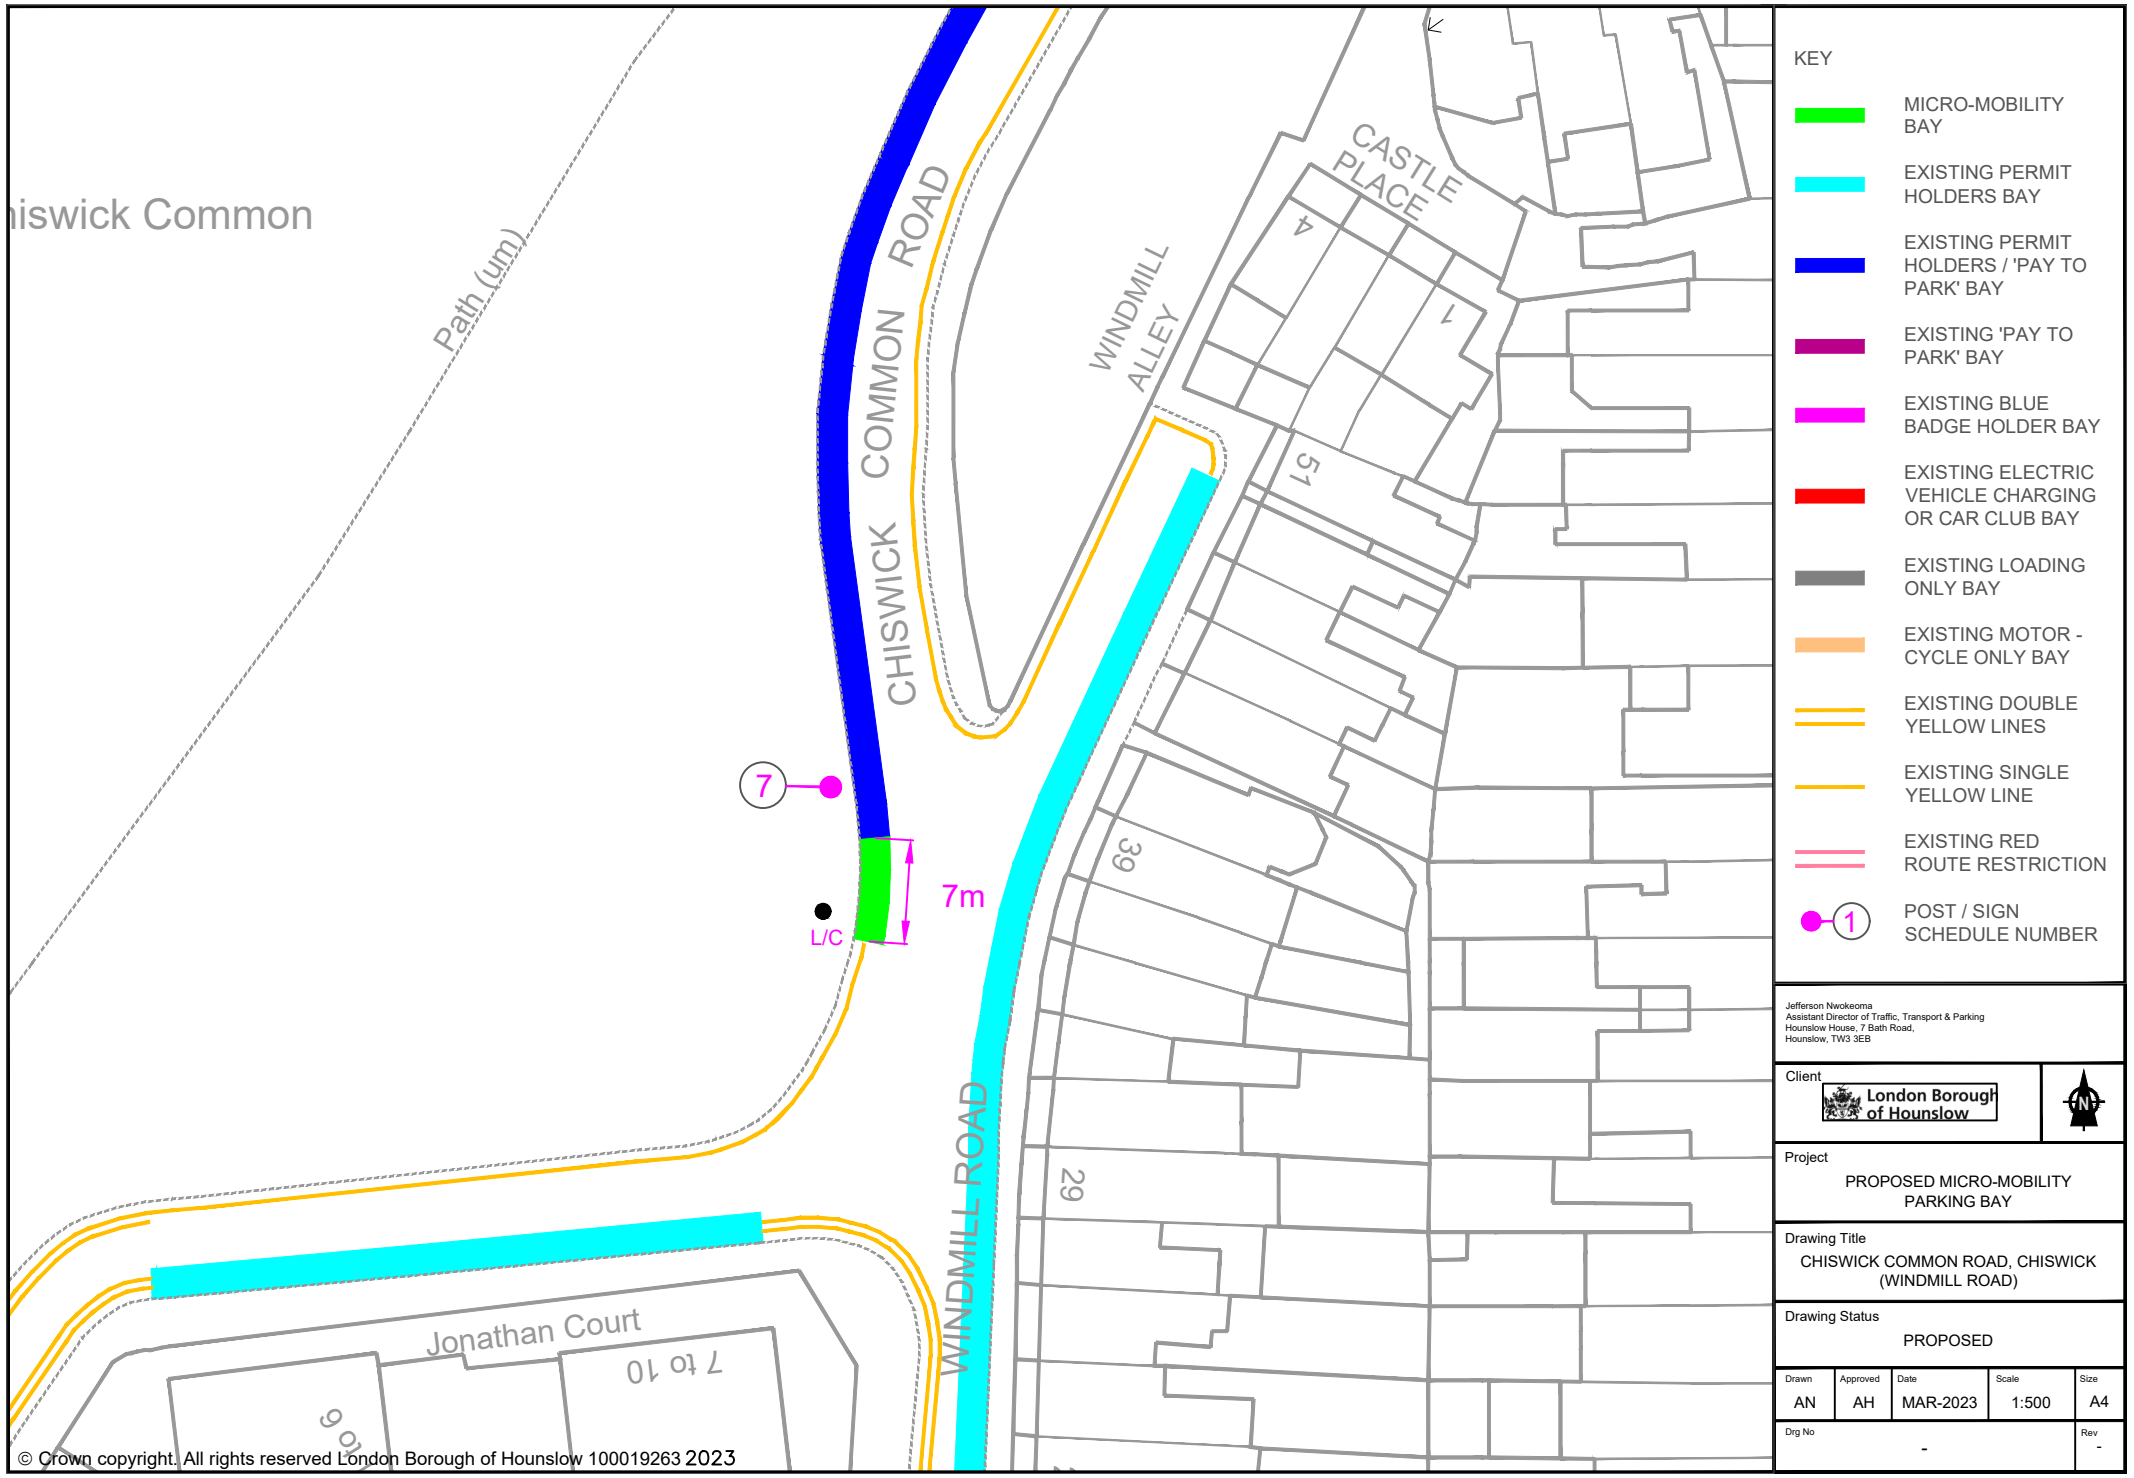 hiswick Common
Path (um)
CHISWICK COMMON ROAD
WINDMILL
ALLEY
CASTLE
PLACE
4
1
51
39
29
7
7m
L/C
WINDMILL ROAD
Jonathan Court
7 to 10
to 6
© Crown copyright. All rights reserved London Borough of Hounslow 100019263 2023
KEY
MICRO-MOBILITY
BAY
EXISTING PERMIT
HOLDERS BAY
EXISTING PERMIT
HOLDERS / 'PAY TO
PARK' BAY
EXISTING 'PAY TO
PARK' BAY
EXISTING BLUE
BADGE HOLDER BAY
EXISTING ELECTRIC
VEHICLE CHARGING
OR CAR CLUB BAY
EXISTING LOADING
ONLY BAY
EXISTING MOTOR -
CYCLE ONLY BAY
EXISTING DOUBLE
YELLOW LINES
EXISTING SINGLE
YELLOW LINE
EXISTING RED
ROUTE RESTRICTION
1
POST / SIGN
SCHEDULE NUMBER
Jefferson Nwokeoma
Assistant Director of Traffic, Transport & Parking
Hounslow House, 7 Bath Road,
Hounslow, TW3 3EB
Client
London Borough
of Hounslow
N
Project
PROPOSED MICRO-MOBILITY
PARKING BAY
Drawing Title
CHISWICK COMMON ROAD, CHISWICK
(WINDMILL ROAD)
Drawing Status
PROPOSED
Drawn Approved Date Scale Size
AN AH MAR-2023 1:500 A4
Drg No Rev
- -